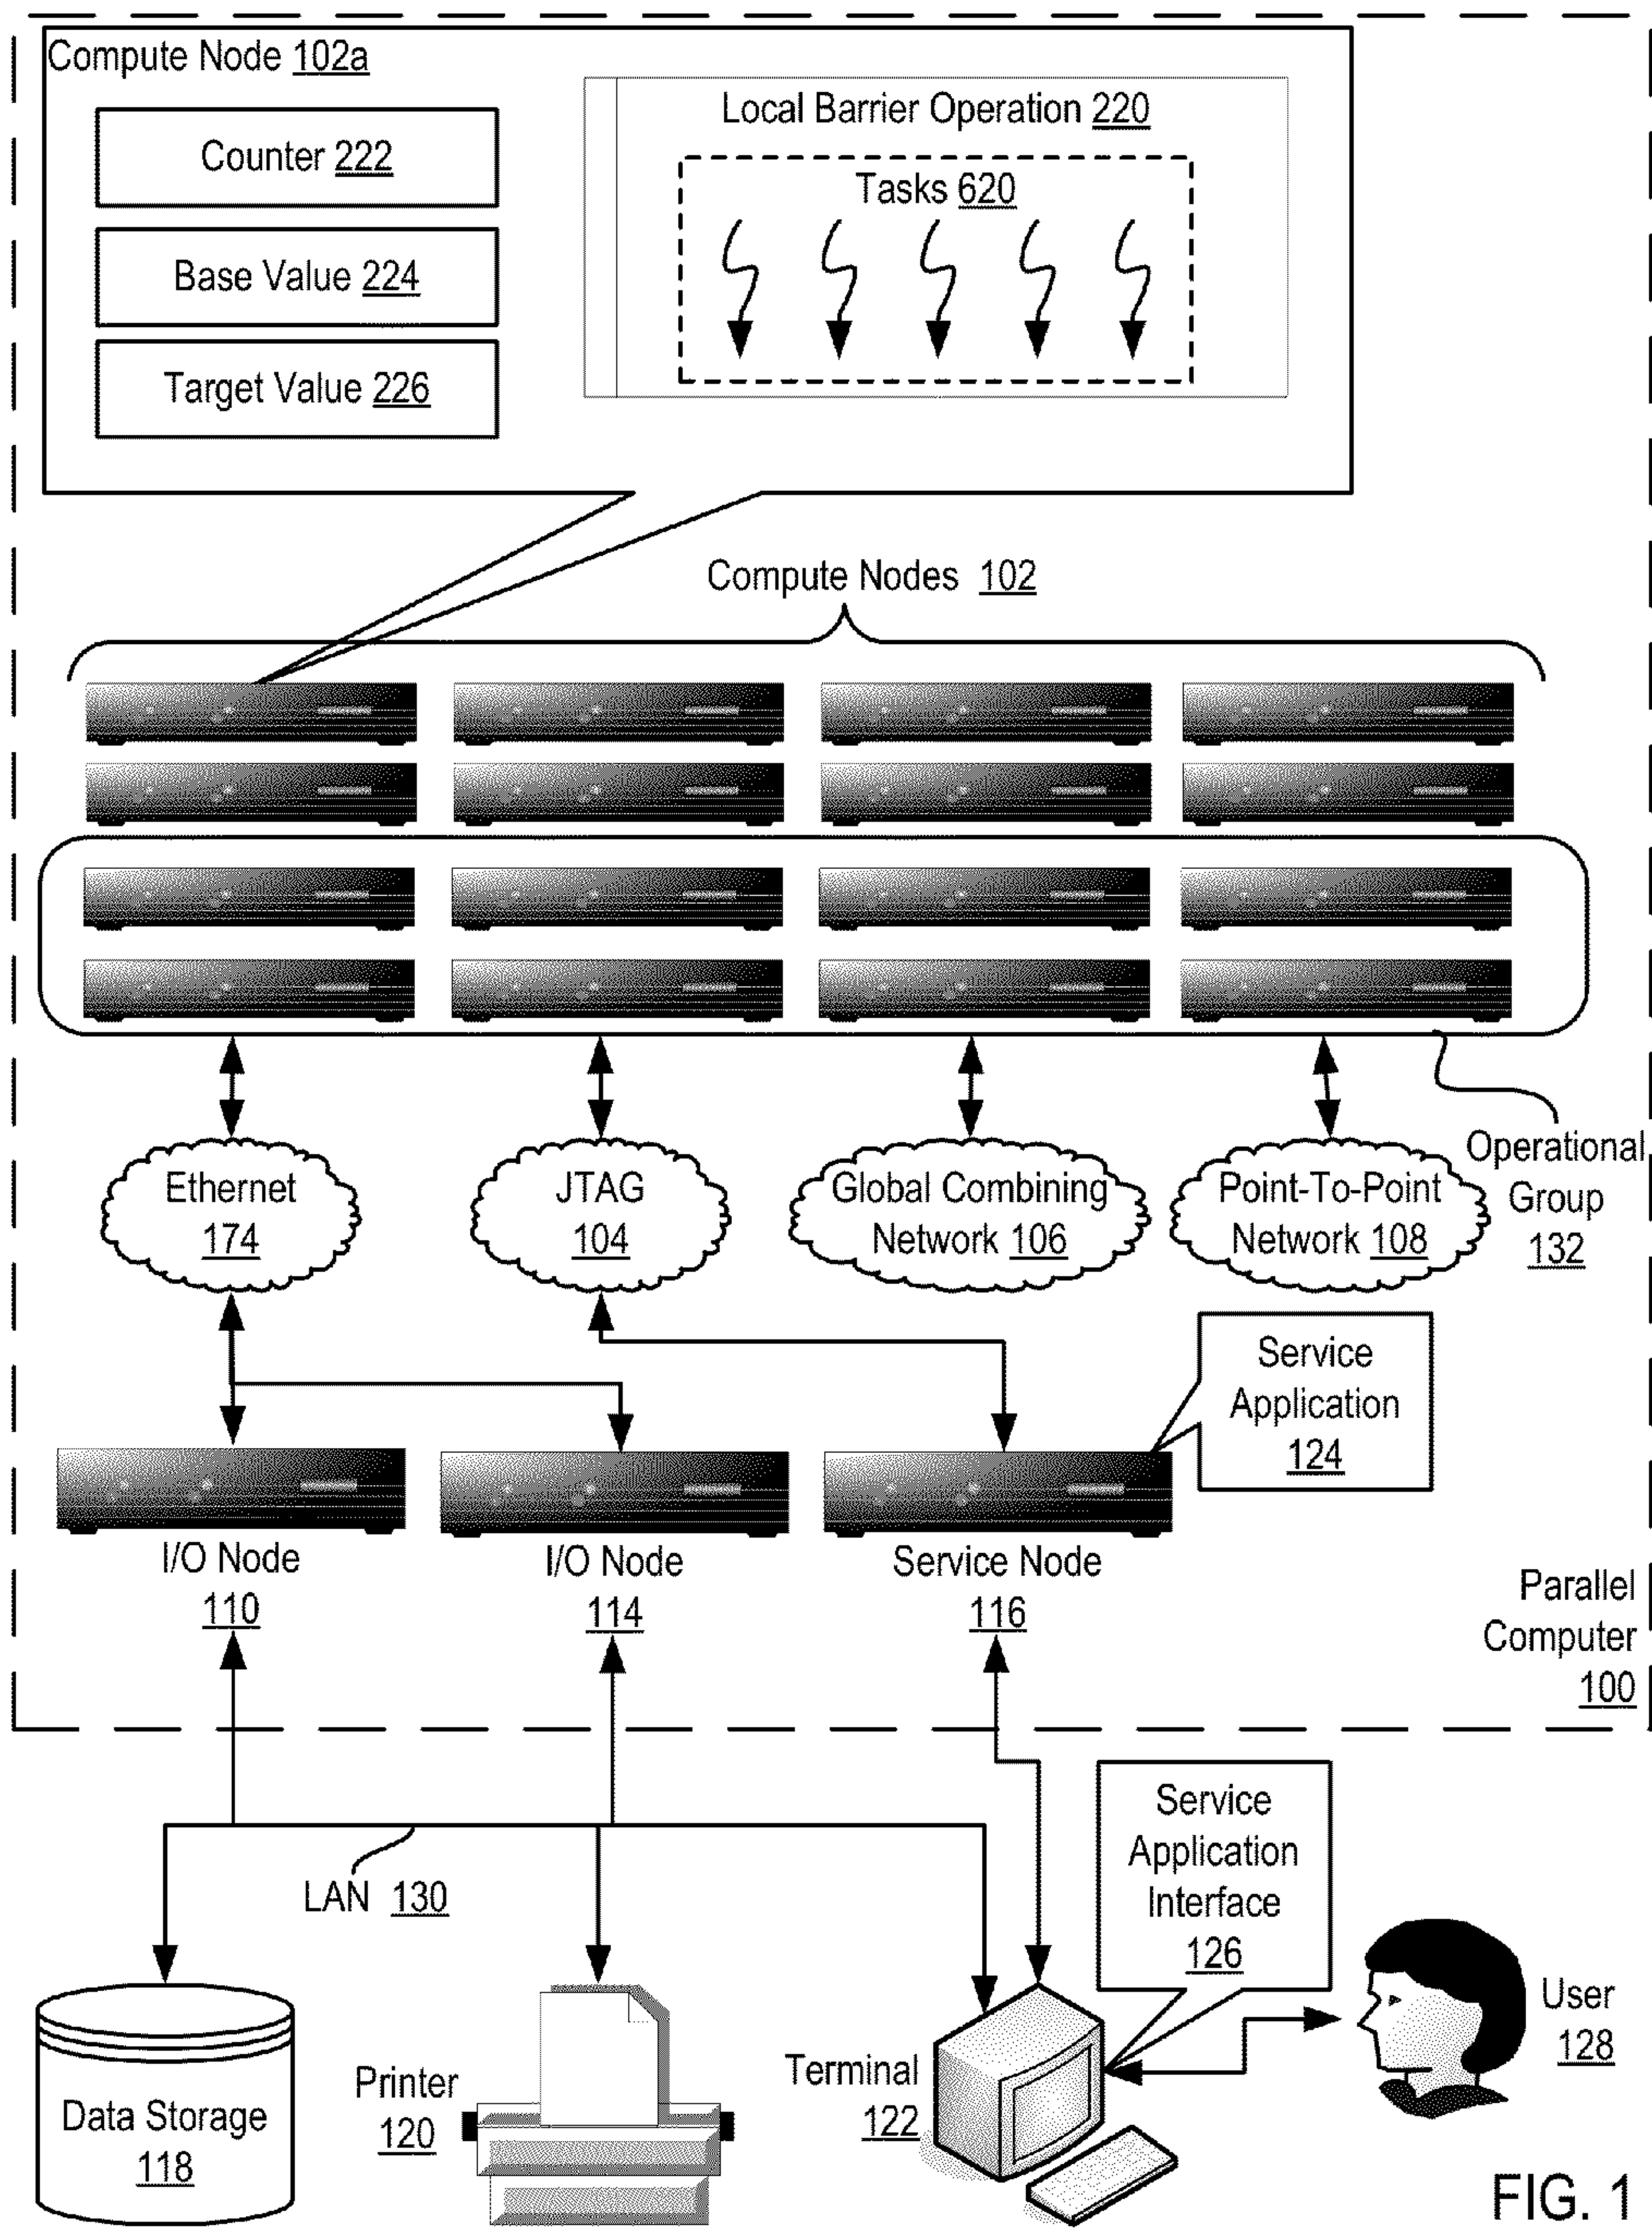 Compute Node 102a
Counter 222
Base Value 224
Target Value 226
Local Barrier Operation 220
Tasks 620
Compute Nodes 102
Ethernet
174
JTAG
104
Global Combining
Network 106
Point-To-Point
Network 108
Operational
Group
132
Service
Application
124
I/O Node
110
I/O Node
114
Service Node
116
Parallel
Computer
100
LAN 130
Service
Application
Interface
126
Data Storage
118
Printer
120
Terminal
122
User
128
FIG. 1